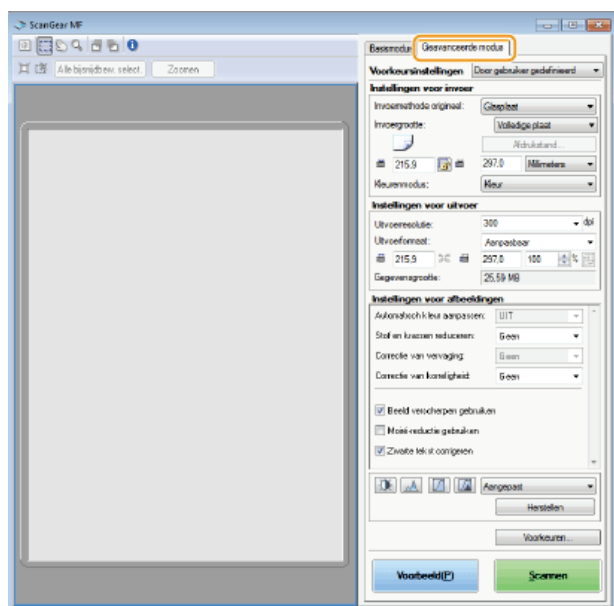 ScanGear MF
Alle bijsnijdbew. select. Zoomen
Basismodus Geavanceerde modus
Voorkeursinstellingen Door gebruiker gedefinieerd
Instellingen voor invoer
Invoermethode origineel: Glasplaat
Invoergrootte: Volledige plaat
Afdrukstand...
215.9 297.0 Millimeters
Kleurenmodus: Kleur
Instellingen voor uitvoer
Uitvoerresolutie: 300 dpi
Uitvoerformaat: Aanpasbaar
215.9 297.0 100 %
Gegevensgrootte: 25.59 MB
Instellingen voor afbeeldingen
Automatisch kleur aanpassen: UIT
Stof en krassen reduceren: Geen
Correctie van vervaging: Geen
Correctie van korreligheid: Geen
Beeld verscherpen gebruiken
Moiré-reductie gebruiken
Zwarte tekst corrigeren
Aangepast
Herstellen
Voorkeuren...
Voorbeeld(P) Scannen